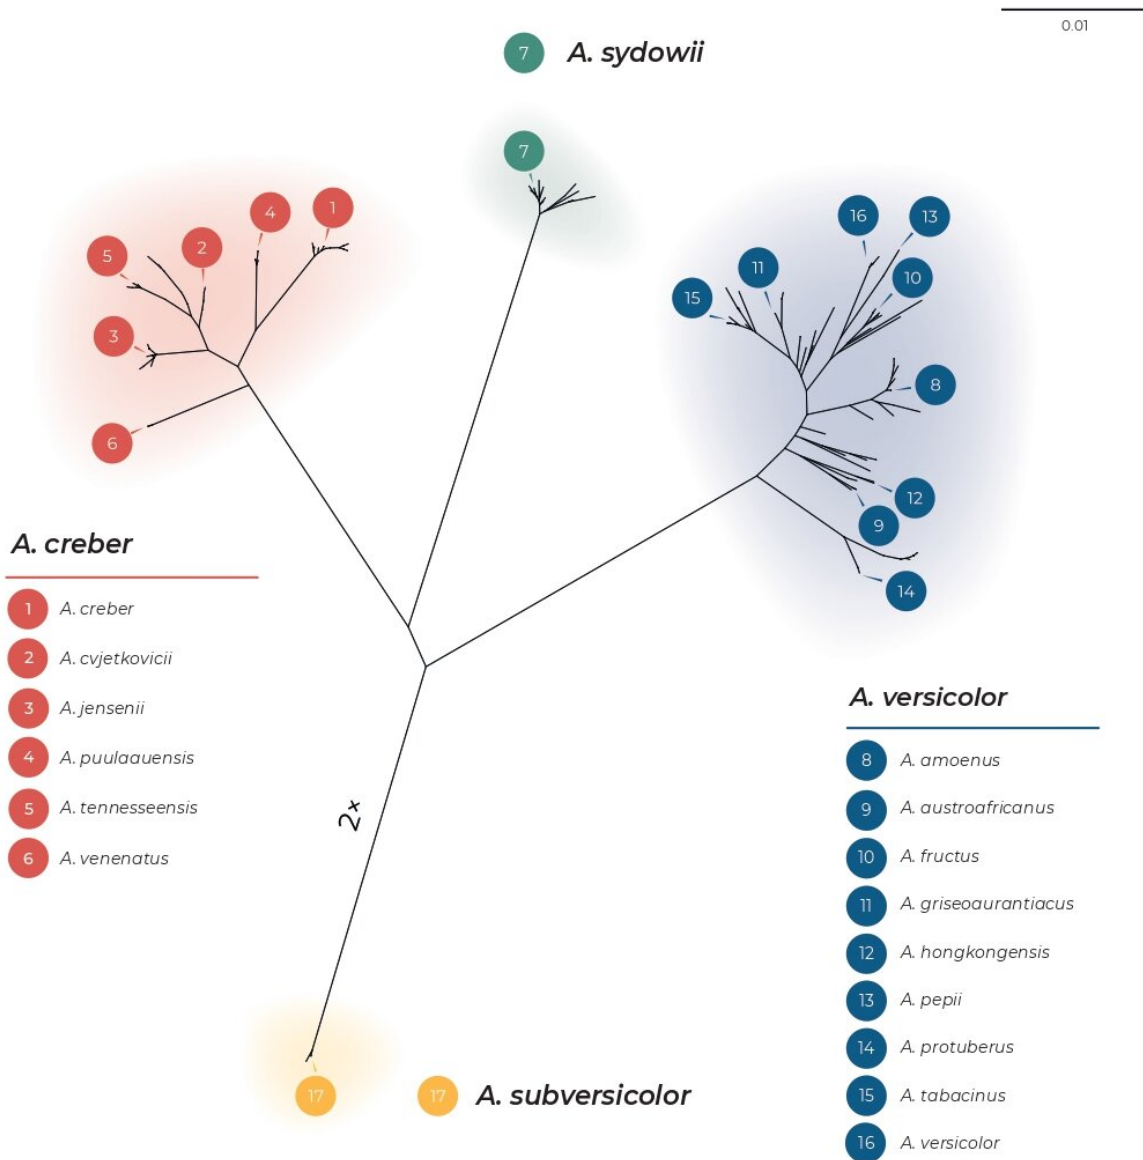 0.01
7 A. sydowii
7
4
1
5
2
3
6
16
13
11
10
15
8
12
9
14
A. creber
1 A. creber
2 A. cvjetkovicii
3 A. jensenii
4 A. puulaauensis
5 A. tennesseensis
6 A. venenatus
2×
A. versicolor
8 A. amoenus
9 A. austroafricanus
10 A. fructus
11 A. griseoaurantiacus
12 A. hongkongensis
13 A. pepii
14 A. protuberus
15 A. tabacinus
16 A. versicolor
17
17 A. subversicolor